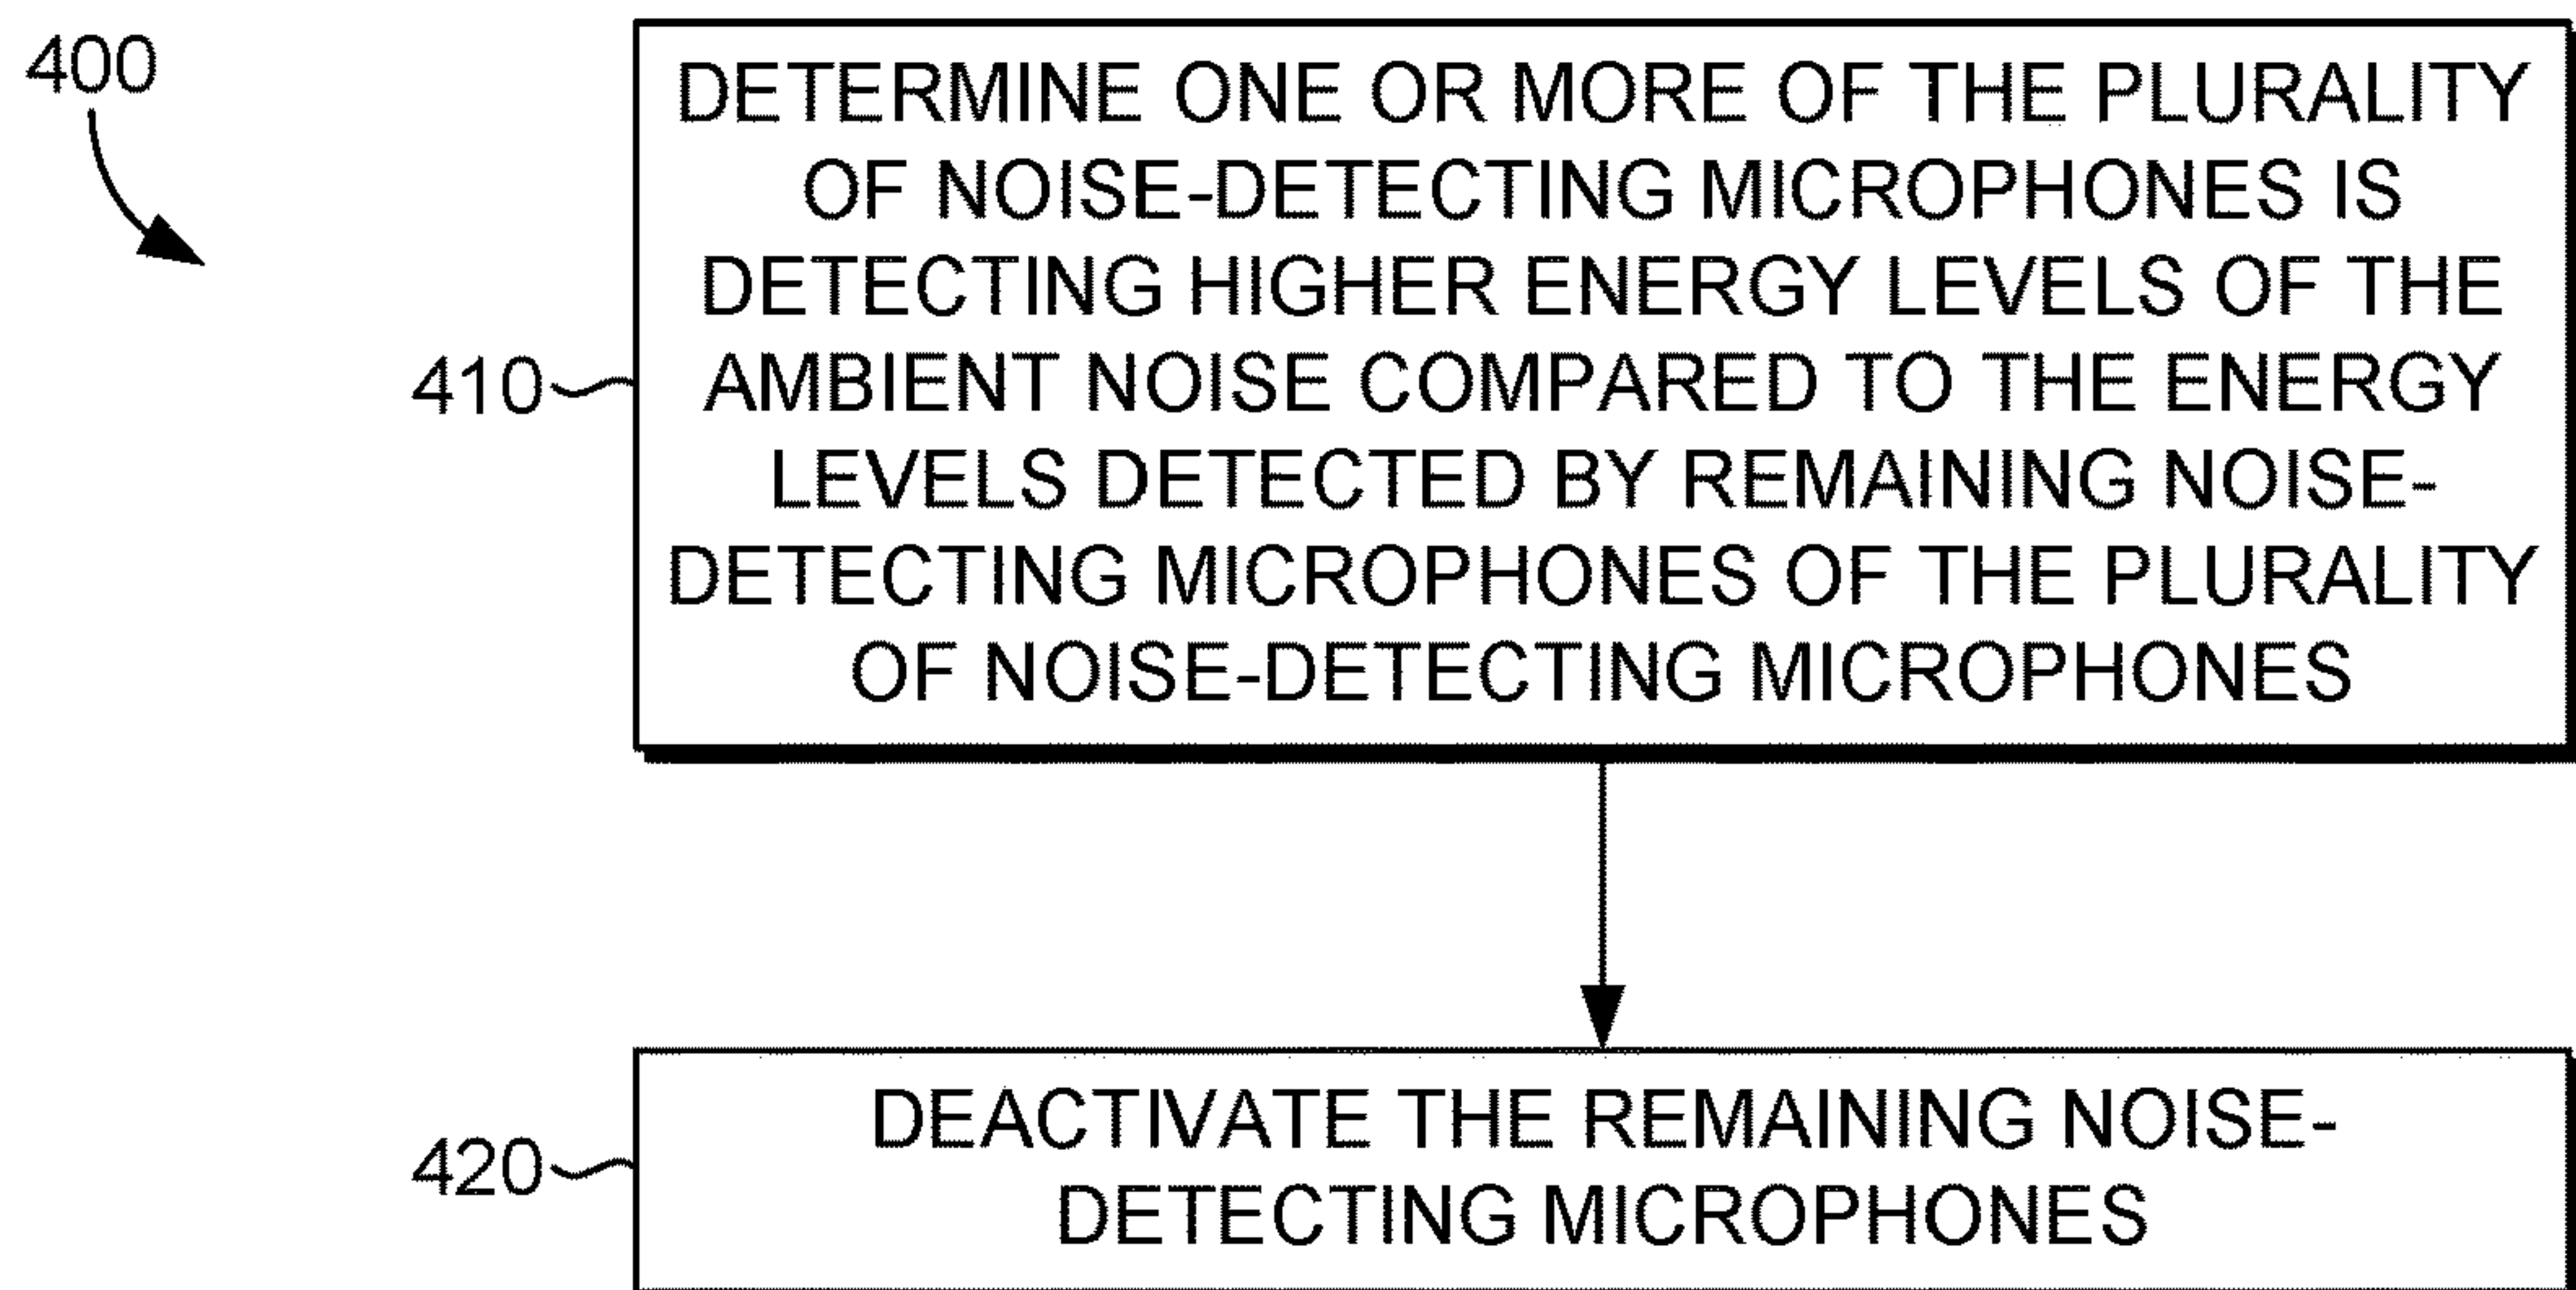 400
DETERMINE ONE OR MORE OF THE PLURALITY
OF NOISE-DETECTING MICROPHONES IS
DETECTING HIGHER ENERGY LEVELS OF THE
410
AMBIENT NOISE COMPARED TO THE ENERGY
LEVELS DETECTED BY REMAINING NOISE-
DETECTING MICROPHONES OF THE PLURALITY
OF NOISE-DETECTING MICROPHONES
420
DEACTIVATE THE REMAINING NOISE-
DETECTING MICROPHONES